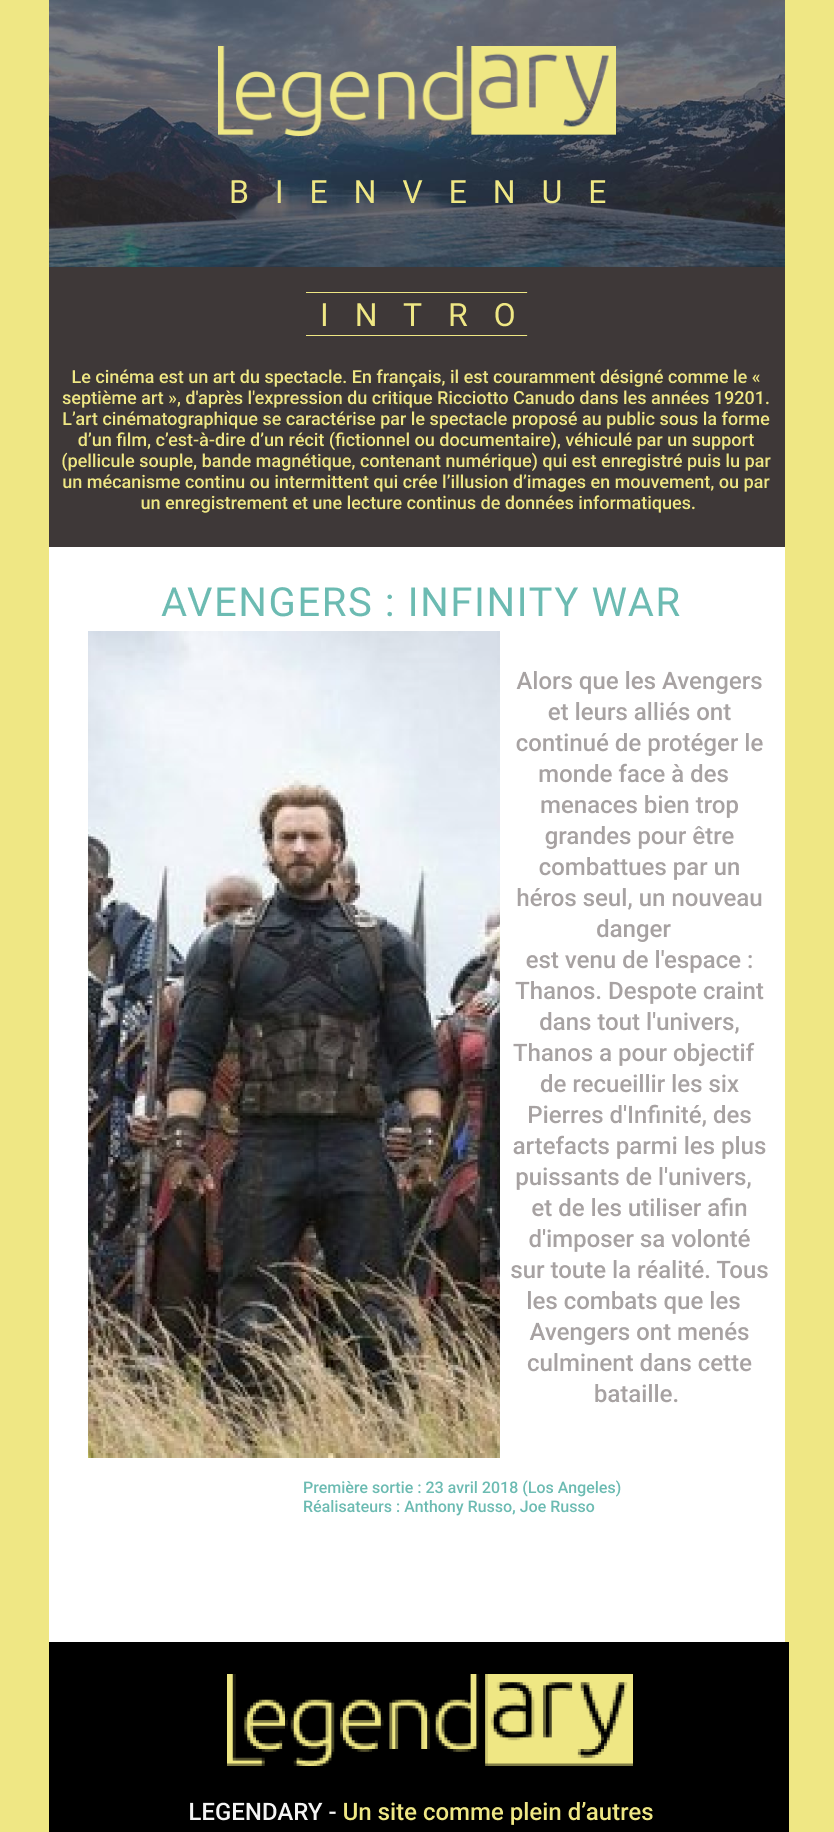 Legendary
BIENVENUE
INTRO
Le cinéma est un art du spectacle. En français, il est couramment désigné comme le «
septième art », d'après l'expression du critique Ricciotto Canudo dans les années 19201.
L’art cinématographique se caractérise par le spectacle proposé au public sous la forme
d’un film, c’est-à-dire d’un récit (fictionnel ou documentaire), véhiculé par un support
(pellicule souple, bande magnétique, contenant numérique) qui est enregistré puis lu par
un mécanisme continu ou intermittent qui crée l’illusion d’images en mouvement, ou par
un enregistrement et une lecture continus de données informatiques.
AVENGERS : INFINITY WAR
Alors que les Avengers
et leurs alliés ont
continué de protéger le
monde face à des
menaces bien trop
grandes pour être
combattues par un
héros seul, un nouveau
danger
est venu de l'espace :
Thanos. Despote craint
dans tout l'univers,
Thanos a pour objectif
de recueillir les six
Pierres d'Infinité, des
artefacts parmi les plus
puissants de l'univers,
et de les utiliser afin
d'imposer sa volonté
sur toute la réalité. Tous
les combats que les
Avengers ont menés
culminent dans cette
bataille.
Première sortie : 23 avril 2018 (Los Angeles)
Réalisateurs : Anthony Russo, Joe Russo
Legendary
LEGENDARY - Un site comme plein d’autres